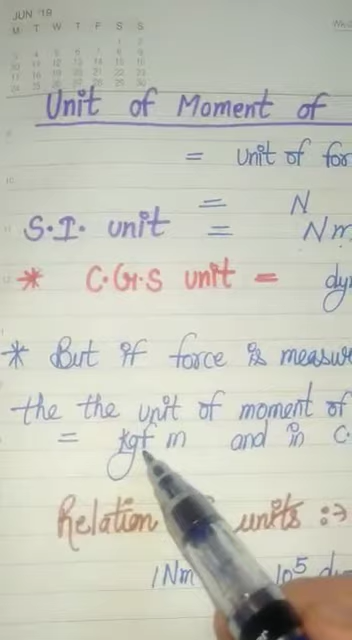 JUN '19
M T W T F S S
Unit of Moment of
= unit of for
= N
S.I. unit = Nm
* C.G.S unit = dy
* But if force is measure
the the unit of moment of
= kgf m and in C.
Relation units :→
1Nm 10⁵ dy